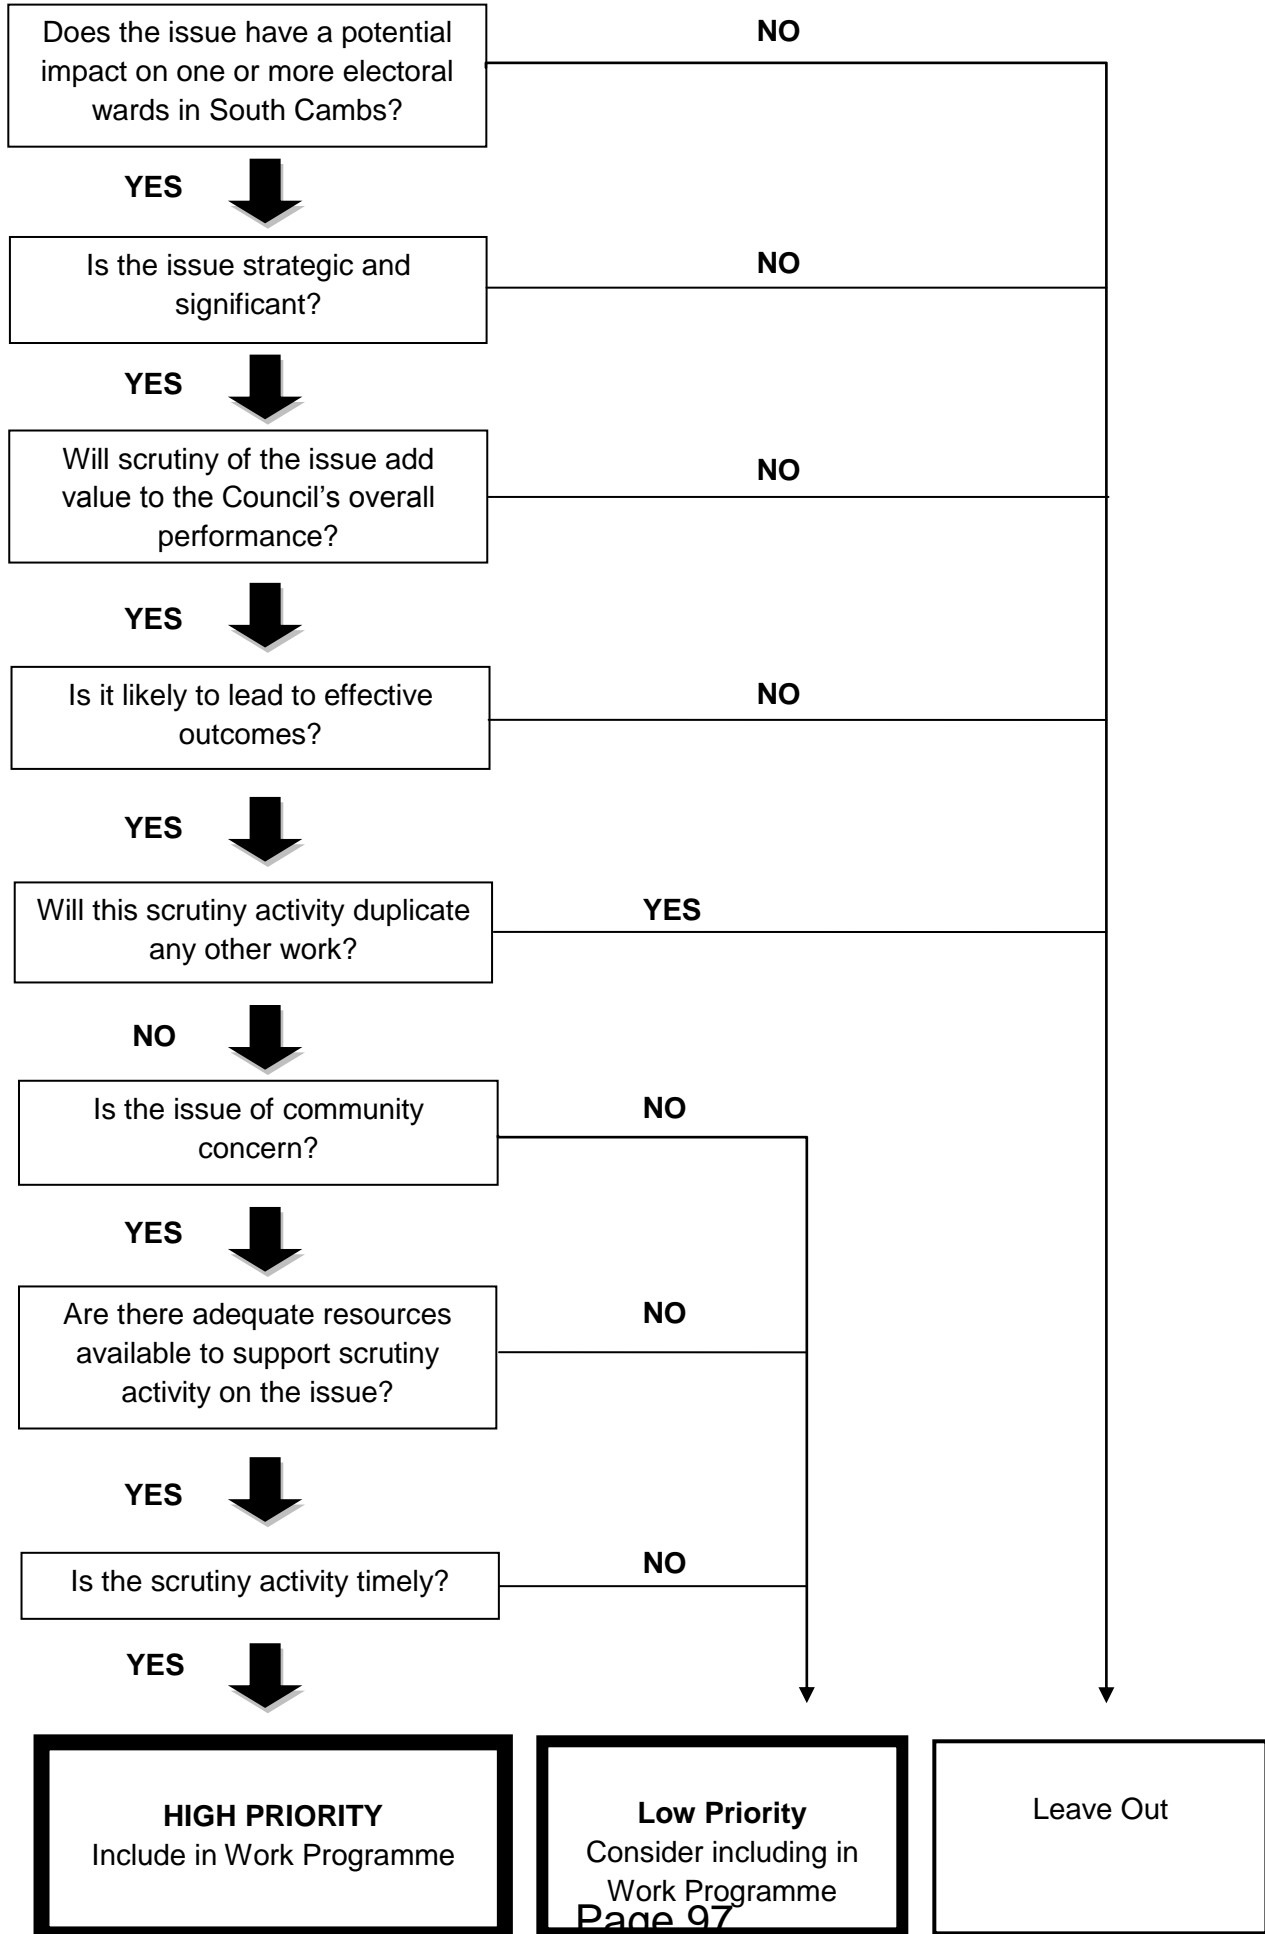 Does the issue have a potential
impact on one or more electoral
wards in South Cambs?
NO
YES
Is the issue strategic and
significant?
NO
YES
Will scrutiny of the issue add
value to the Council’s overall
performance?
NO
YES
Is it likely to lead to effective
outcomes?
NO
YES
Will this scrutiny activity duplicate
any other work?
YES
NO
Is the issue of community
concern?
NO
YES
Are there adequate resources
available to support scrutiny
activity on the issue?
NO
YES
Is the scrutiny activity timely?
NO
YES
HIGH PRIORITY
Include in Work Programme
Low Priority
Consider including in
Work Programme
Leave Out
Page 97